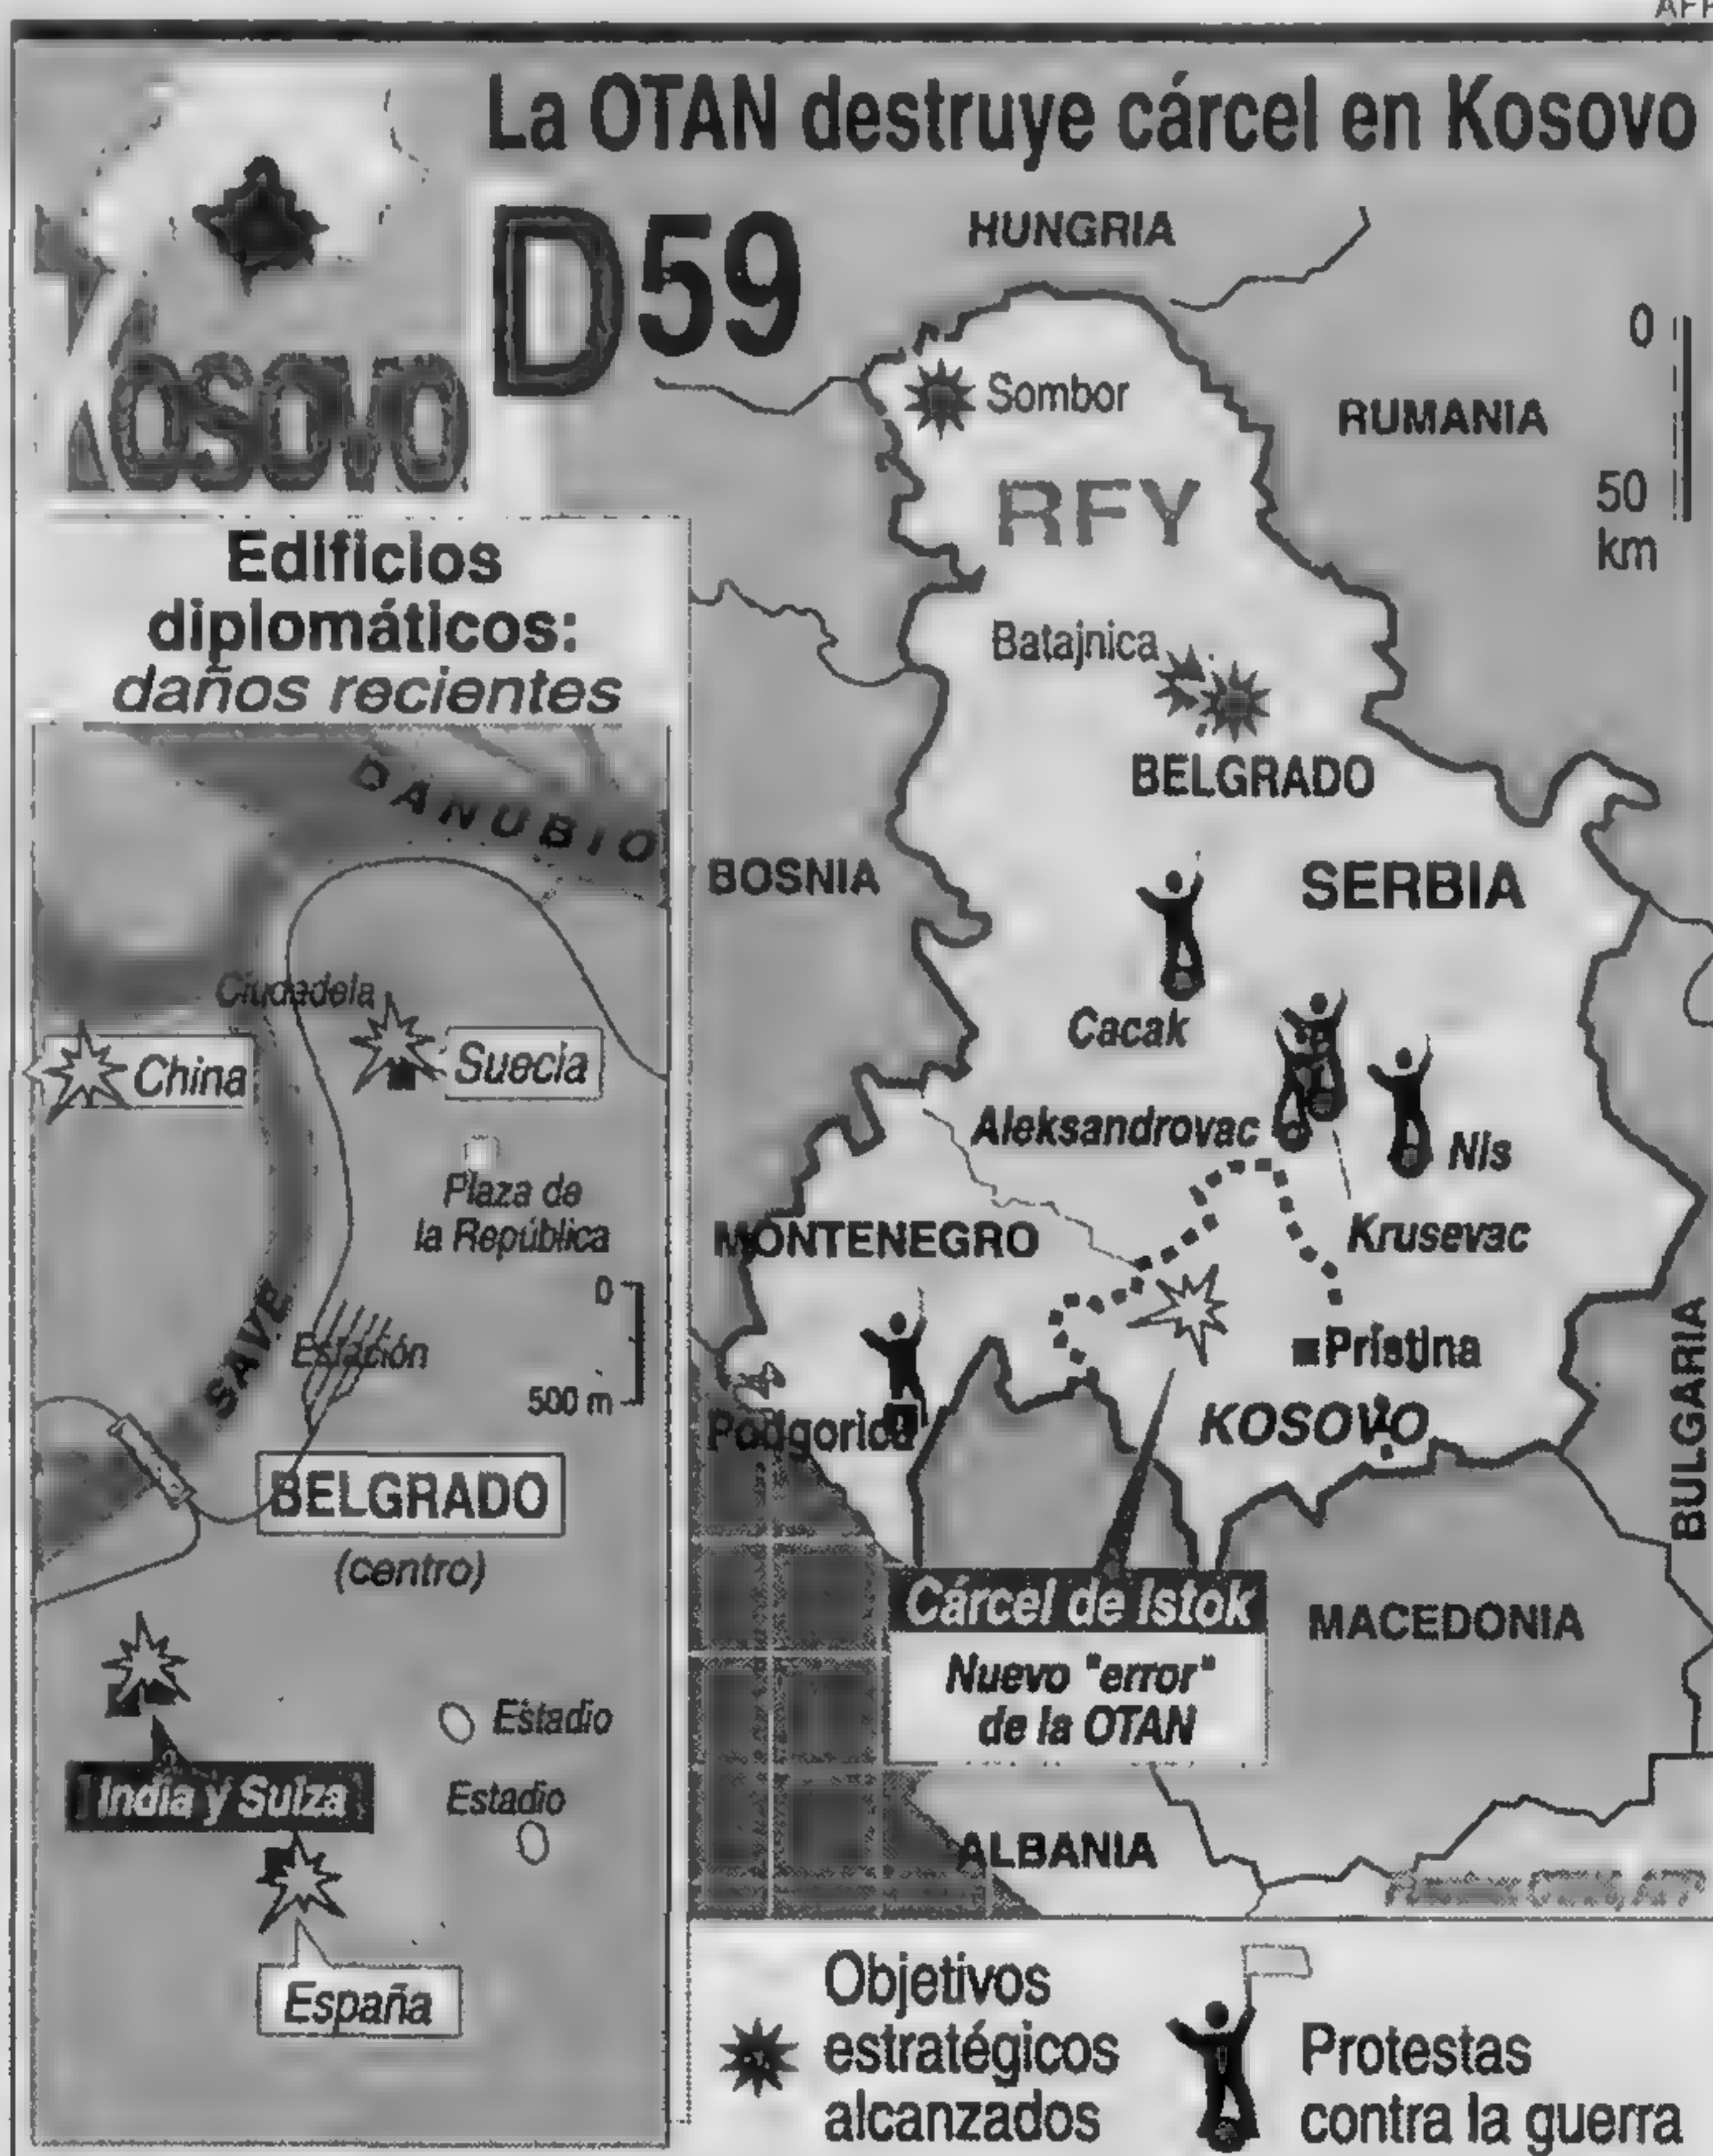 AFP
La OTAN destruye cárcel en Kosovo
KOSOVO
D59
HUNGRIA
Sombor
RUMANIA
0
50
km
RFY
Batajnica
BELGRADO
BOSNIA
SERBIA
Cacak
Aleksandrovac
Nis
Krusevac
MONTENEGRO
Pristina
Podgorica
KOSOVO
BULGARIA
Cárcel de Istok
Nuevo "error"
de la OTAN
MACEDONIA
ALBANIA
Edificios
diplomáticos:
daños recientes
DANUBIO
Ciudadela
China
Suecia
Plaza de
la República
0
500 m
SAVE
Estación
BELGRADO
(centro)
Estadio
India y Suiza
Estadio
España
Objetivos
estratégicos
alcanzados
Protestas
contra la guerra